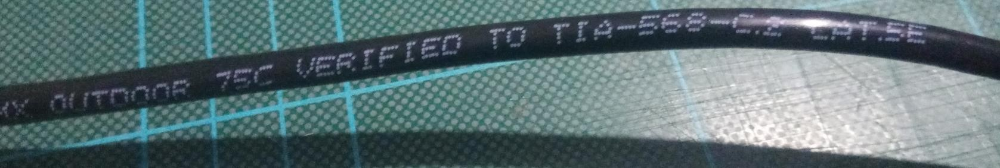 OUTDOOR 75C VERIFIED TO TIA-568-C.2 CAT.5E